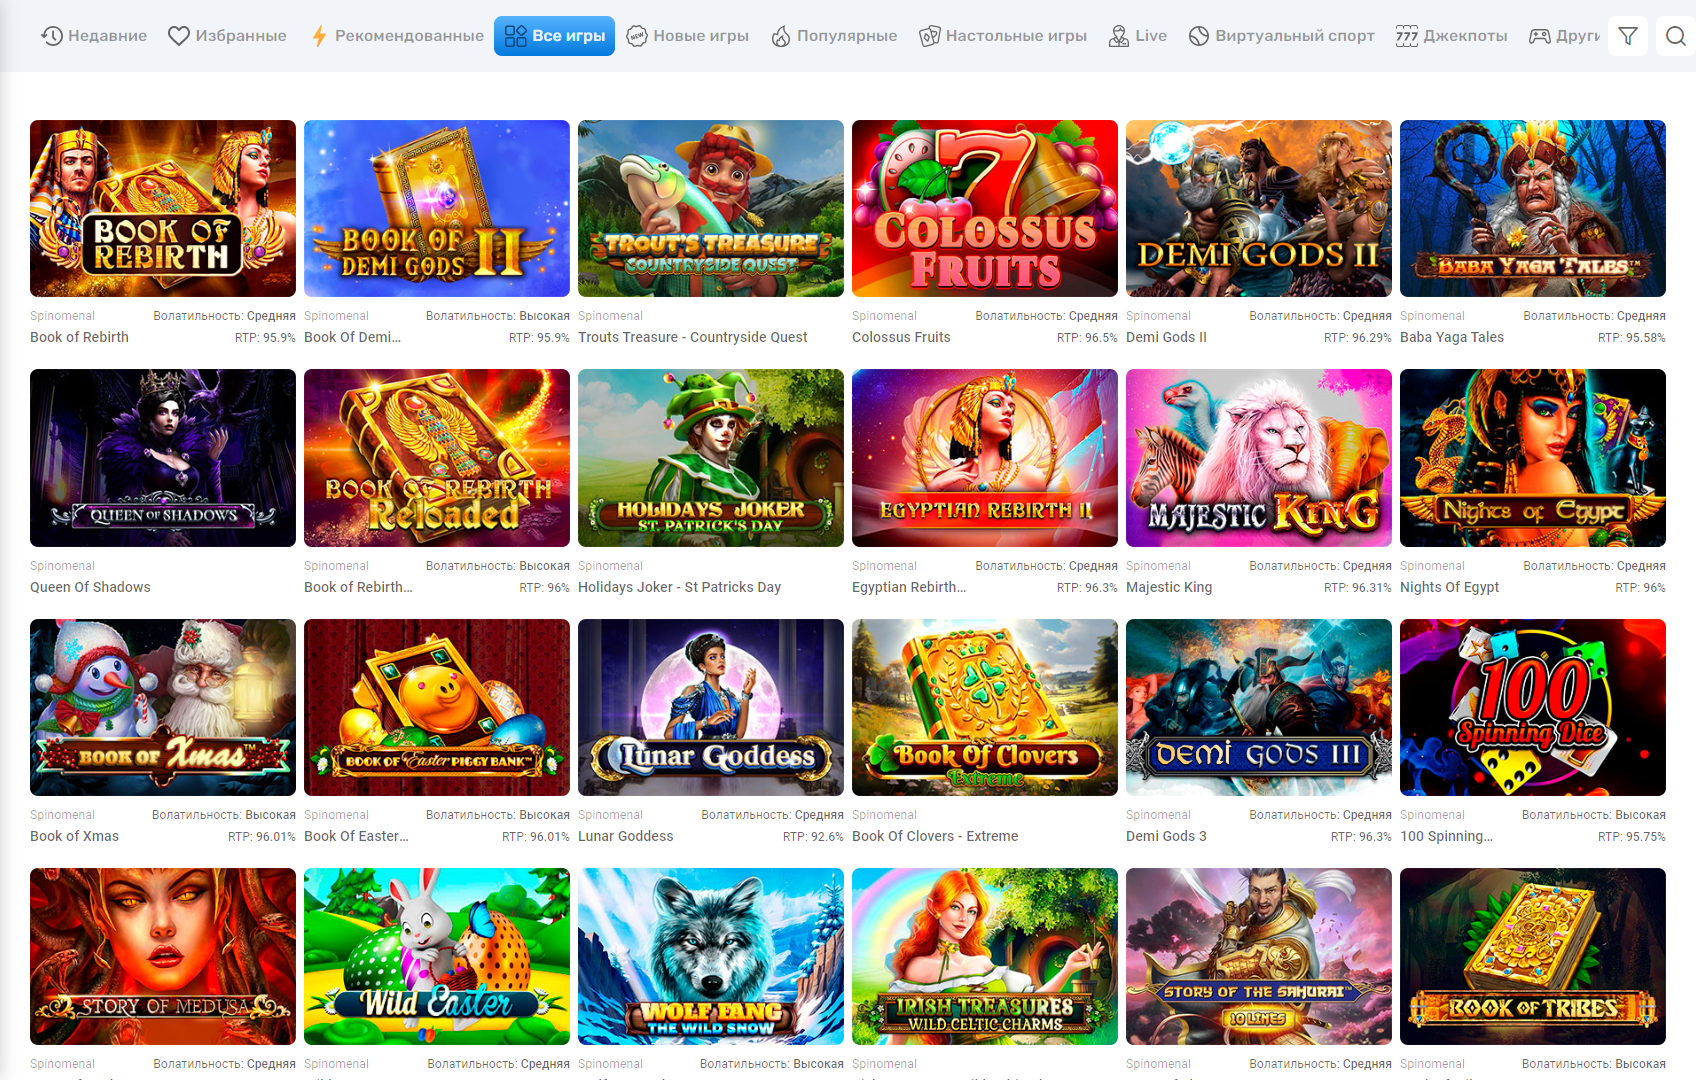 Недавние
Избранные
Рекомендованные
Все игры
NEW
Новые игры
Популярные
Настольные игры
Live
Виртуальный спорт
777
Джекпоты
Други
BOOK OF
REBIRTH
BOOK OF
DEMI GODS II
TROUT'S TREASURE
COUNTRYSIDE QUEST
7
COLOSSUS
FRUITS
DEMI GODS II
BABA YAGA TALES™
Spinomenal Волатильность: Средняя
Book of Rebirth RTP: 95.9%
Spinomenal Волатильность: Высокая
Book Of Demi... RTP: 95.9%
Spinomenal
Trouts Treasure - Countryside Quest
Spinomenal Волатильность: Средняя
Colossus Fruits RTP: 96.5%
Spinomenal Волатильность: Средняя
Demi Gods II RTP: 96.29%
Spinomenal Волатильность: Средняя
Baba Yaga Tales RTP: 95.58%
QUEEN OF SHADOWS
BOOK OF REBIRTH
Reloaded
HOLIDAYS JOKER
ST. PATRICK'S DAY
EGYPTIAN REBIRTH II
MAJESTIC KING
Nights of Egypt
Spinomenal
Queen Of Shadows
Spinomenal Волатильность: Высокая
Book of Rebirth... RTP: 96%
Spinomenal
Holidays Joker - St Patricks Day
Spinomenal Волатильность: Средняя
Egyptian Rebirth... RTP: 96.3%
Spinomenal Волатильность: Средняя
Majestic King RTP: 96.31%
Spinomenal Волатильность: Средняя
Nights Of Egypt RTP: 96%
BOOK OF Xmas™
BOOK OF Easter PIGGY BANK™
Lunar Goddess
Book Of Clovers
Extreme
DEMI GODS III
100
Spinning Dice
Spinomenal Волатильность: Высокая
Book of Xmas RTP: 96.01%
Spinomenal Волатильность: Высокая
Book Of Easter... RTP: 96.01%
Spinomenal Волатильность: Средняя
Lunar Goddess RTP: 92.6%
Spinomenal
Book Of Clovers - Extreme
Spinomenal Волатильность: Средняя
Demi Gods 3 RTP: 96.3%
Spinomenal Волатильность: Высокая
100 Spinning... RTP: 95.75%
STORY OF MEDUSA
Wild Easter
WOLF FANG
THE WILD SNOW
IRISH TREASURES
WILD CELTIC CHARMS
STORY OF THE SAMURAI™
10 LINES
BOOK OF TRIBES
Spinomenal Волатильность: Средняя
Spinomenal Волатильность: Средняя
Spinomenal Волатильность: Высокая
Spinomenal
Spinomenal Волатильность: Средняя
Spinomenal Волатильность: Высокая